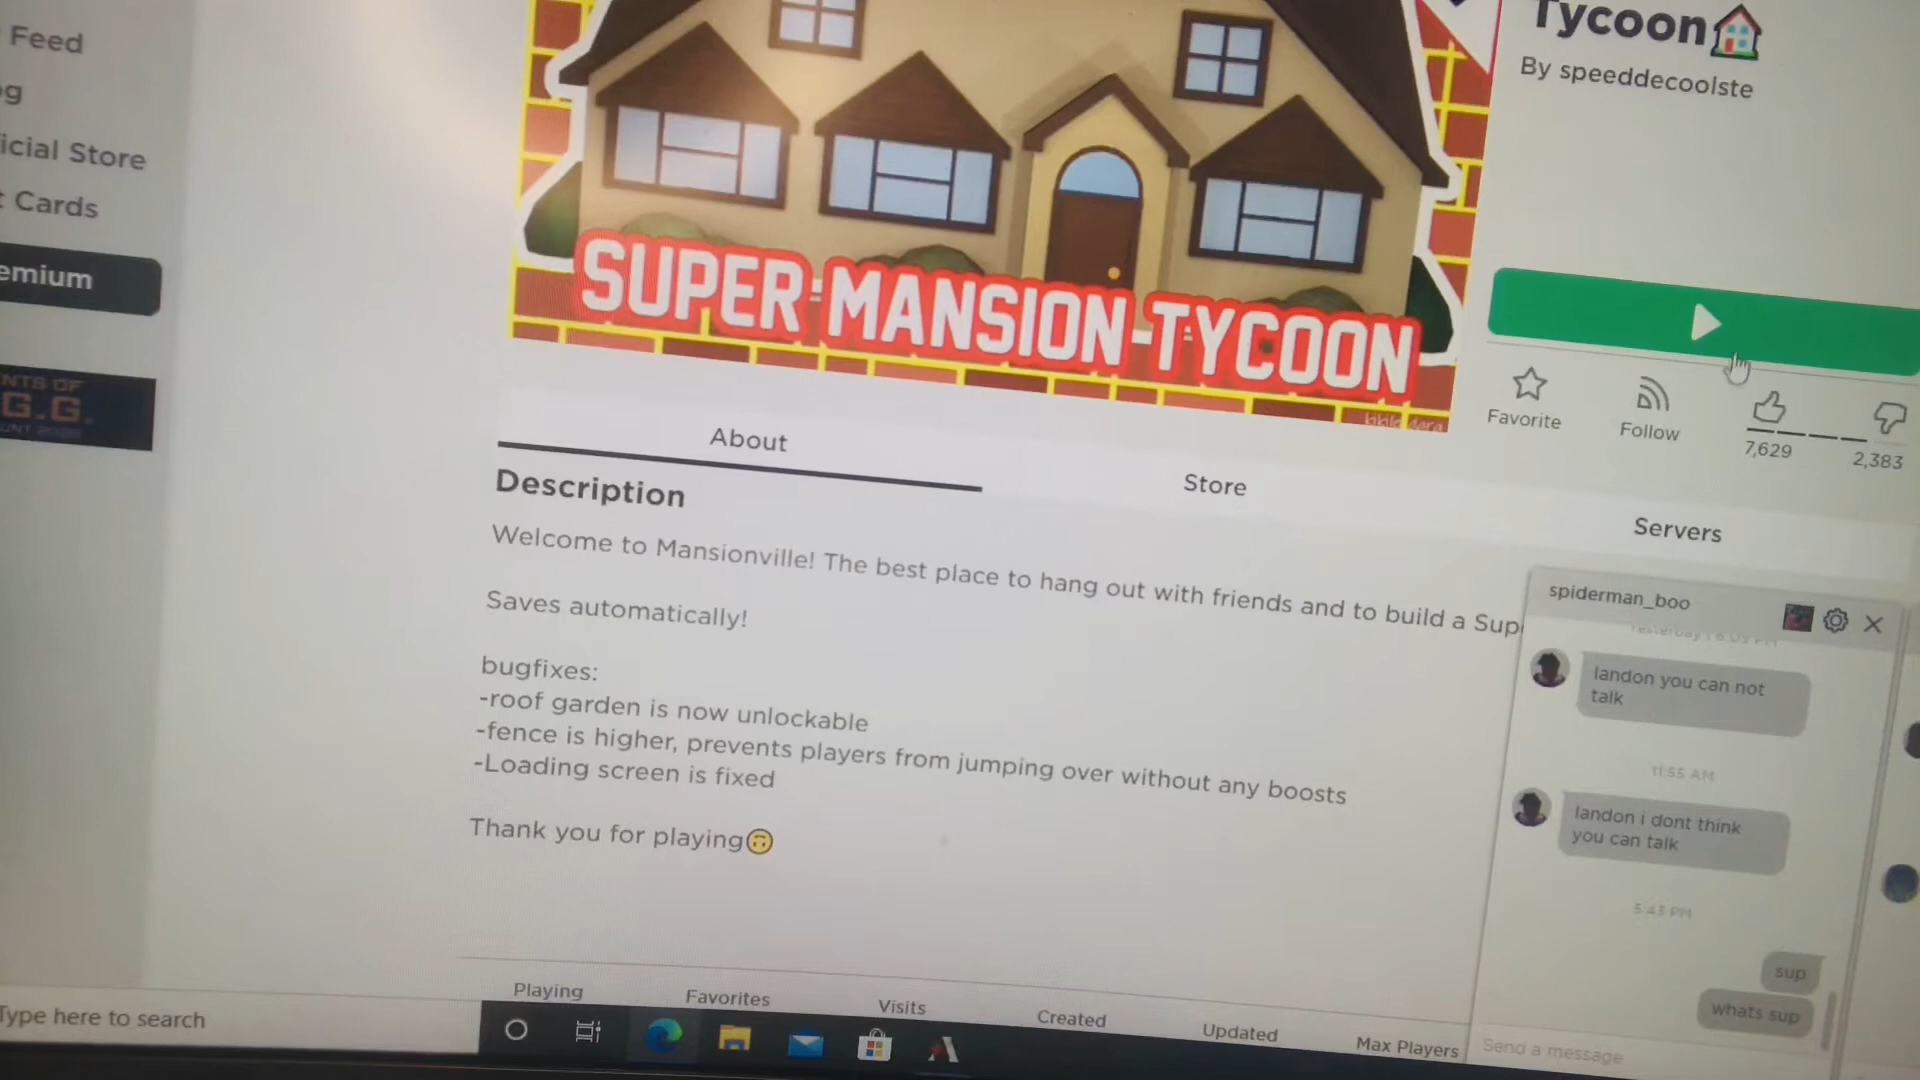 Feed
icial Store
Cards
emium
NTS OF
G.G.
SUPER-MANSION-TYCOON
Tycoon
By speeddecoolste
Favorite
Follow
7,629
2,383
About
Store
Servers
Description
Welcome to Mansionville! The best place to hang out with friends and to build a Sup
Saves automatically!
bugfixes:
-roof garden is now unlockable
-fence is higher, prevents players from jumping over without any boosts
-Loading screen is fixed
Thank you for playing🙃
Playing
Favorites
Visits
Created
Updated
Max Players
spiderman_boo
landon you can not
talk
11:55 AM
landon i dont think
you can talk
5:43 PM
sup
whats sup
Send a message
Type here to search